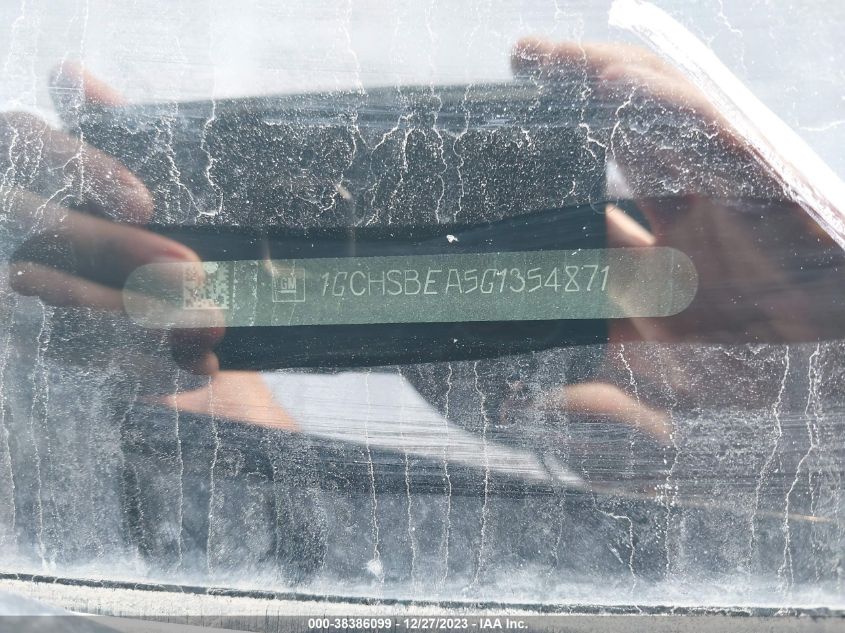 GM 1GCHSBEA5G1354871
000-38386099 - 12/27/2023 - IAA Inc.